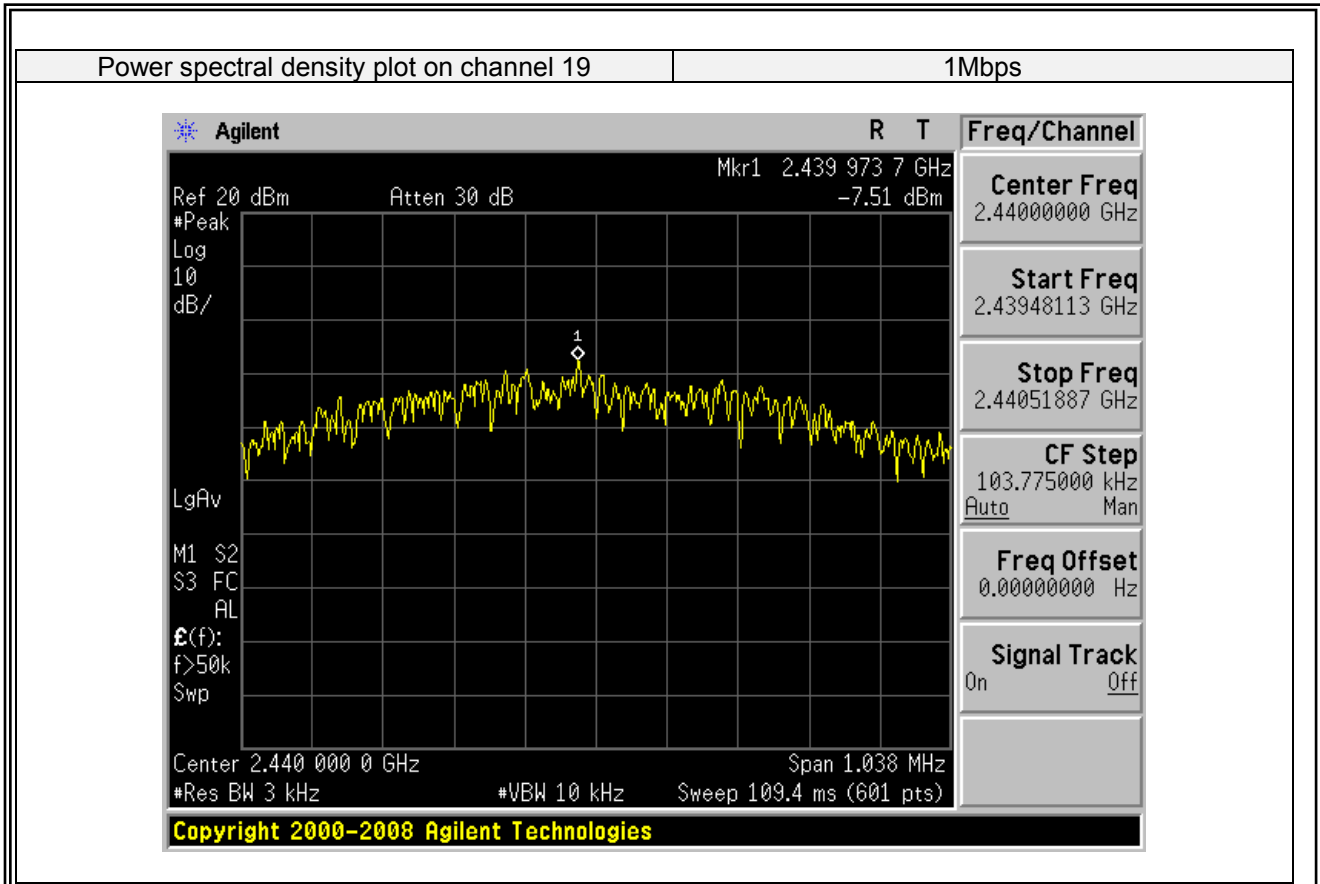 Power spectral density plot on channel 19 1Mbps
Agilent R T Freq/Channel
Mkr1 2.439 973 7 GHz
Ref 20 dBm Atten 30 dB -7.51 dBm
#Peak
Log
10
dB/
1
LgAv
M1 S2
S3 FC
AL
£(f):
f>50k
Swp
Center 2.440 000 0 GHz Span 1.038 MHz
#Res BW 3 kHz #VBW 10 kHz Sweep 109.4 ms (601 pts)
Center Freq
2.44000000 GHz
Start Freq
2.43948113 GHz
Stop Freq
2.44051887 GHz
CF Step
103.775000 kHz
Auto Man
Freq Offset
0.00000000 Hz
Signal Track
On Off
Copyright 2000-2008 Agilent Technologies